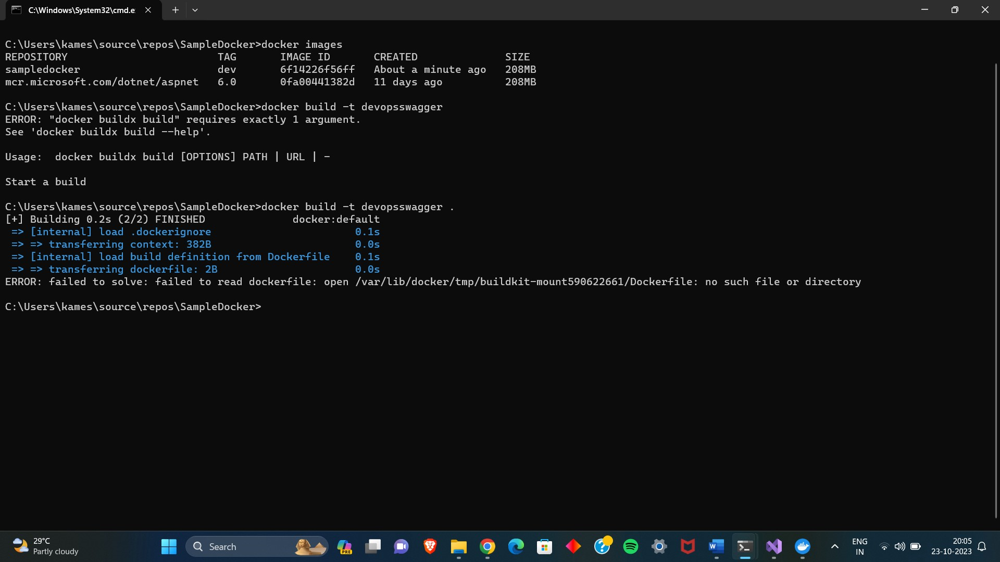 C:\Windows\System32\cmd.e
C:\Users\kames\source\repos\SampleDocker>docker images
REPOSITORY                        TAG       IMAGE ID       CREATED              SIZE
sampledocker                      dev       6f14226f56ff   About a minute ago   208MB
mcr.microsoft.com/dotnet/aspnet   6.0       0fa00441382d   11 days ago          208MB
C:\Users\kames\source\repos\SampleDocker>docker build -t devopsswagger
ERROR: "docker buildx build" requires exactly 1 argument.
See 'docker buildx build --help'.
Usage:  docker buildx build [OPTIONS] PATH | URL | -
Start a build
C:\Users\kames\source\repos\SampleDocker>docker build -t devopsswagger .
[+] Building 0.2s (2/2) FINISHED              docker:default
=> [internal] load .dockerignore                       0.1s
=> => transferring context: 382B                       0.0s
=> [internal] load build definition from Dockerfile    0.1s
=> => transferring dockerfile: 2B                      0.0s
ERROR: failed to solve: failed to read dockerfile: open /var/lib/docker/tmp/buildkit-mount590622661/Dockerfile: no such file or directory
C:\Users\kames\source\repos\SampleDocker>
29°C
Partly cloudy
Search
PRE
W
ENG
IN
20:05
23-10-2023